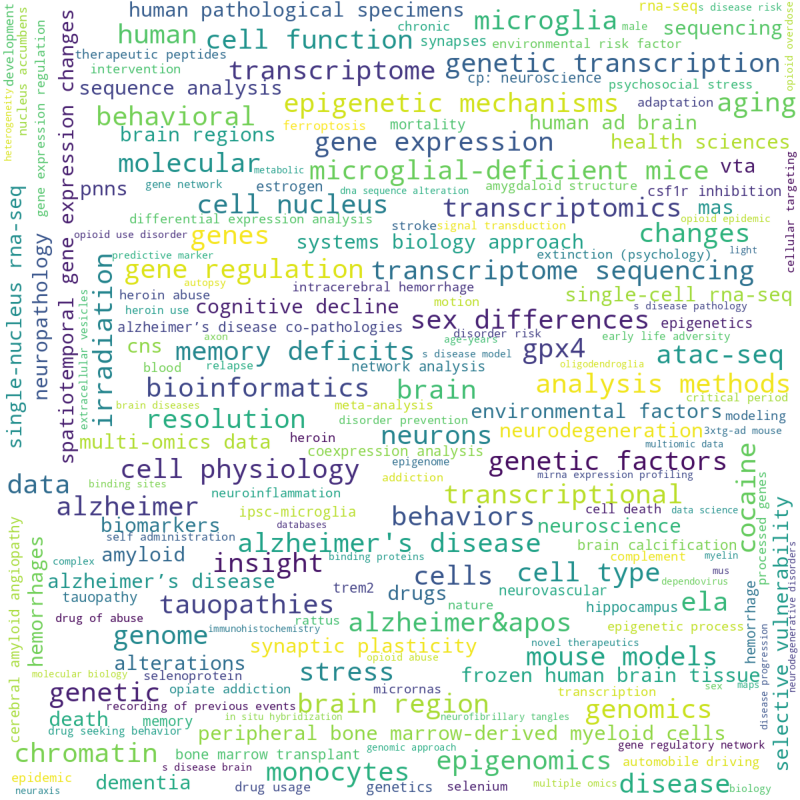 human pathological specimens
rna-seq
s disease risk
development
nucleus accumbens
heterogeneity
gene expression regulation
spatiotemporal gene expression changes
human
chronic
microglia
male
sequencing
cell function
synapses
environmental risk factor
opioid overdose
therapeutic peptides
intervention
transcriptome
genetic transcription
cp: neuroscience
psychosocial stress
sequence analysis
epigenetic mechanisms
adaptation
aging
behavioral
ferroptosis
mortality
human ad brain
brain regions
gene expression
health sciences
molecular
metabolic
microglial-deficient mice
vta
pnns
gene network
estrogen
dna sequence alteration
amygdaloid structure
csf1r inhibition
cellular targeting
cell nucleus
transcriptomics
mas
differential expression analysis
stroke
signal transduction
opioid epidemic
opioid use disorder
genes
systems biology approach
changes
predictive marker
extinction (psychology)
light
single-nucleus rna-seq
neuropathology
irradiation
extracellular vesicles
gene regulation
autopsy
transcriptome sequencing
heroin abuse
intracerebral hemorrhage
single-cell rna-seq
heroin use
cognitive decline
motion
sex differences
s disease pathology
epigenetics
alzheimer’s disease co-pathologies
disorder risk
cns
axon
age-years
gpx4
early life adversity
memory deficits
s disease model
atac-seq
blood
relapse
network analysis
oligodendroglia
bioinformatics
brain
analysis methods
critical period
brain diseases
meta-analysis
resolution
disorder prevention
environmental factors
modeling
multi-omics data
heroin
neurons
neurodegeneration
3xtg-ad mouse
coexpression analysis
multiomic data
cell physiology
epigenome
genetic factors
mirna expression profiling
data
binding sites
neuroinflammation
addiction
transcriptional
cocaine
processed genes
alzheimer
ipsc-microglia
cell death
data science
biomarkers
databases
behaviors
neuroscience
self administration
alzheimer's disease
binding proteins
brain calcification
cerebral amyloid angiopathy
hemorrhages
amyloid
insight
complement
myelin
complex
cells
cell type
mus
alzheimer’s disease
trem2
drugs
neurovascular
dependovirus
tauopathy
tauopathies
nature
hippocampus
ela
hemorrhage
disease progression
neurodegenerative disorders
selective vulnerability
drug of abuse
rattus
alzheimer&apos
epigenetic process
genome
immunohistochemistry
synaptic plasticity
novel therapeutics
mouse models
alterations
opioid abuse
stress
frozen human brain tissue
molecular biology
selenoprotein
genetic
opiate addiction
micrornas
transcription
sex
maps
recording of previous events
brain region
genomics
death
memory
in situ hybridization
neurofibrillary tangles
drug seeking behavior
peripheral bone marrow-derived myeloid cells
chromatin
bone marrow transplant
genomic approach
epigenomics
gene regulatory network
automobile driving
s disease brain
monocytes
epidemic
dementia
drug usage
genetics
selenium
multiple omics
disease
biology
neuraxis